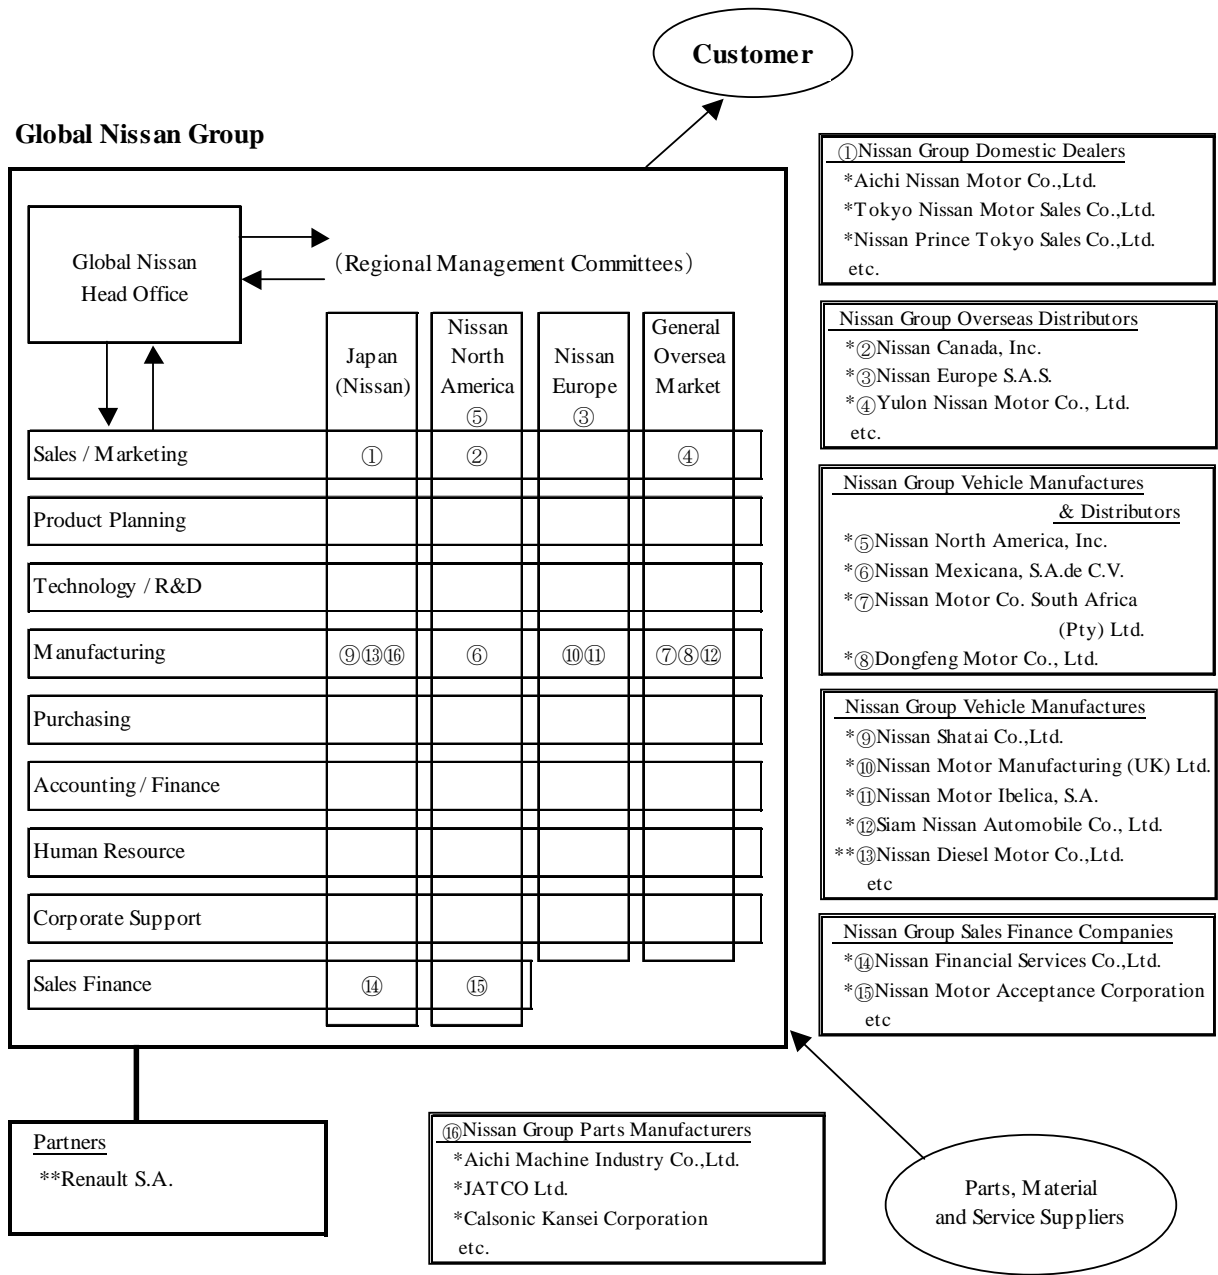 Customer
Global Nissan Group
Global Nissan
Head Office
(Regional Management Committees)
Japan
(Nissan)
Nissan
North
America
⑤
Nissan
Europe
③
General
Oversea
Market
Sales / Marketing
① ② ④
Product Planning
Technology / R&D
Manufacturing
⑨⑬⑯ ⑥ ⑩⑪ ⑦⑧⑫
Purchasing
Accounting / Finance
Human Resource
Corporate Support
Sales Finance
⑭ ⑮
①Nissan Group Domestic Dealers
*Aichi Nissan Motor Co.,Ltd.
*Tokyo Nissan Motor Sales Co.,Ltd.
*Nissan Prince Tokyo Sales Co.,Ltd.
etc.
Nissan Group Overseas Distributors
*②Nissan Canada, Inc.
*③Nissan Europe S.A.S.
*④Yulon Nissan Motor Co., Ltd.
etc.
Nissan Group Vehicle Manufactures
& Distributors
*⑤Nissan North America, Inc.
*⑥Nissan Mexicana, S.A.de C.V.
*⑦Nissan Motor Co. South Africa
(Pty) Ltd.
*⑧Dongfeng Motor Co., Ltd.
Nissan Group Vehicle Manufactures
*⑨Nissan Shatai Co.,Ltd.
*⑩Nissan Motor Manufacturing (UK) Ltd.
*⑪Nissan Motor Ibelica, S.A.
*⑫Siam Nissan Automobile Co., Ltd.
**⑬Nissan Diesel Motor Co.,Ltd.
etc
Nissan Group Sales Finance Companies
*⑭Nissan Financial Services Co.,Ltd.
*⑮Nissan Motor Acceptance Corporation
etc
Partners
**Renault S.A.
⑯Nissan Group Parts Manufacturers
*Aichi Machine Industry Co.,Ltd.
*JATCO Ltd.
*Calsonic Kansei Corporation
etc.
Parts, Material
and Service Suppliers